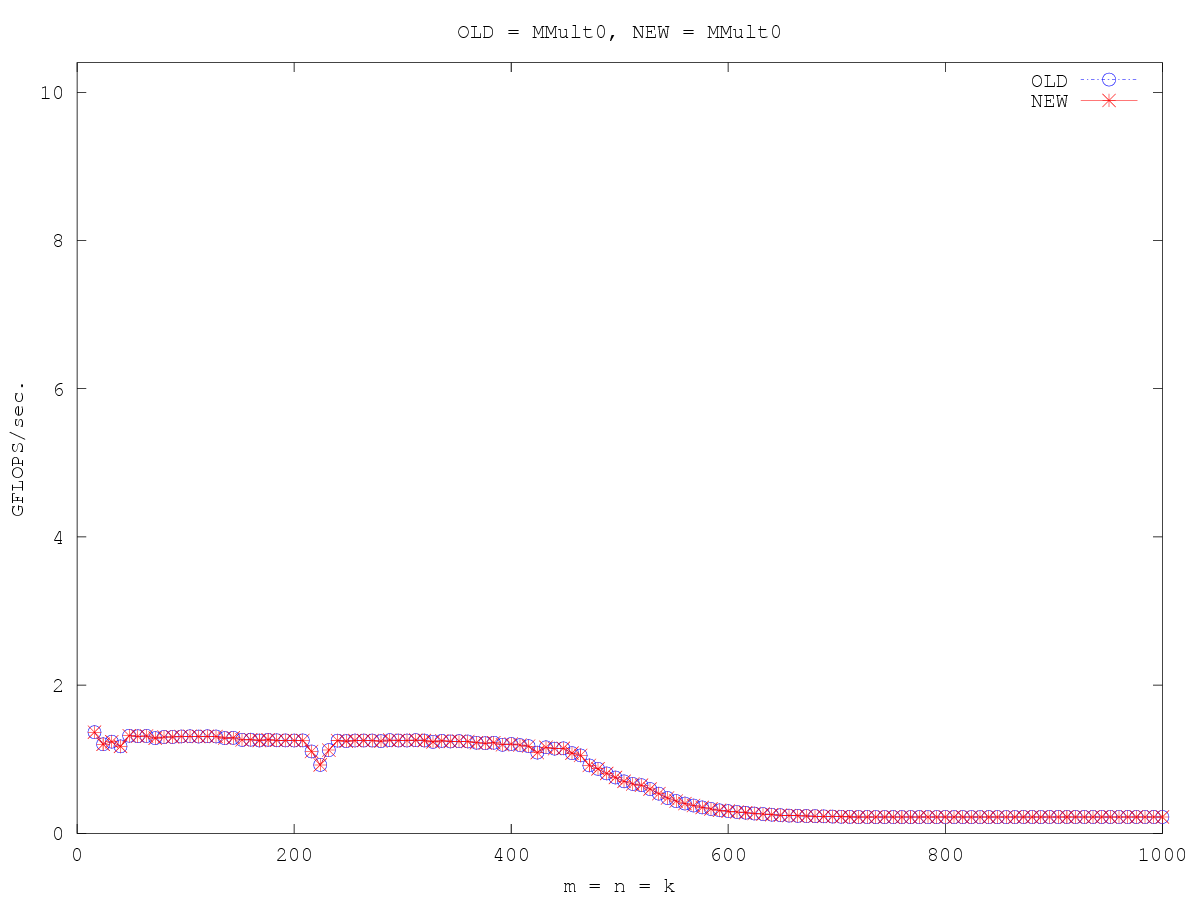 OLD = MMult0, NEW = MMult0
OLD
NEW
10
8
6
4
2
0
GFLOPS/sec.
0 200 400 600 800 1000
m = n = k